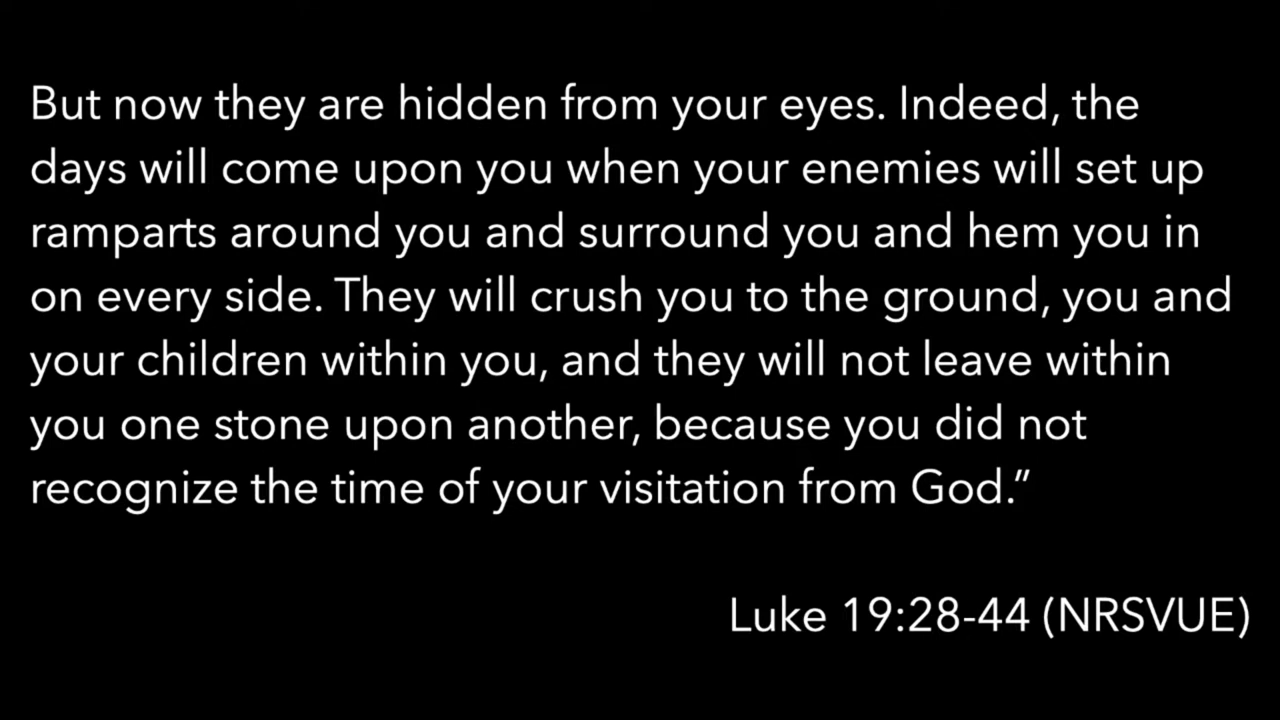 But now they are hidden from your eyes. Indeed, the
days will come upon you when your enemies will set up
ramparts around you and surround you and hem you in
on every side. They will crush you to the ground, you and
your children within you, and they will not leave within
you one stone upon another, because you did not
recognize the time of your visitation from God.”
Luke 19:28-44 (NRSVUE)